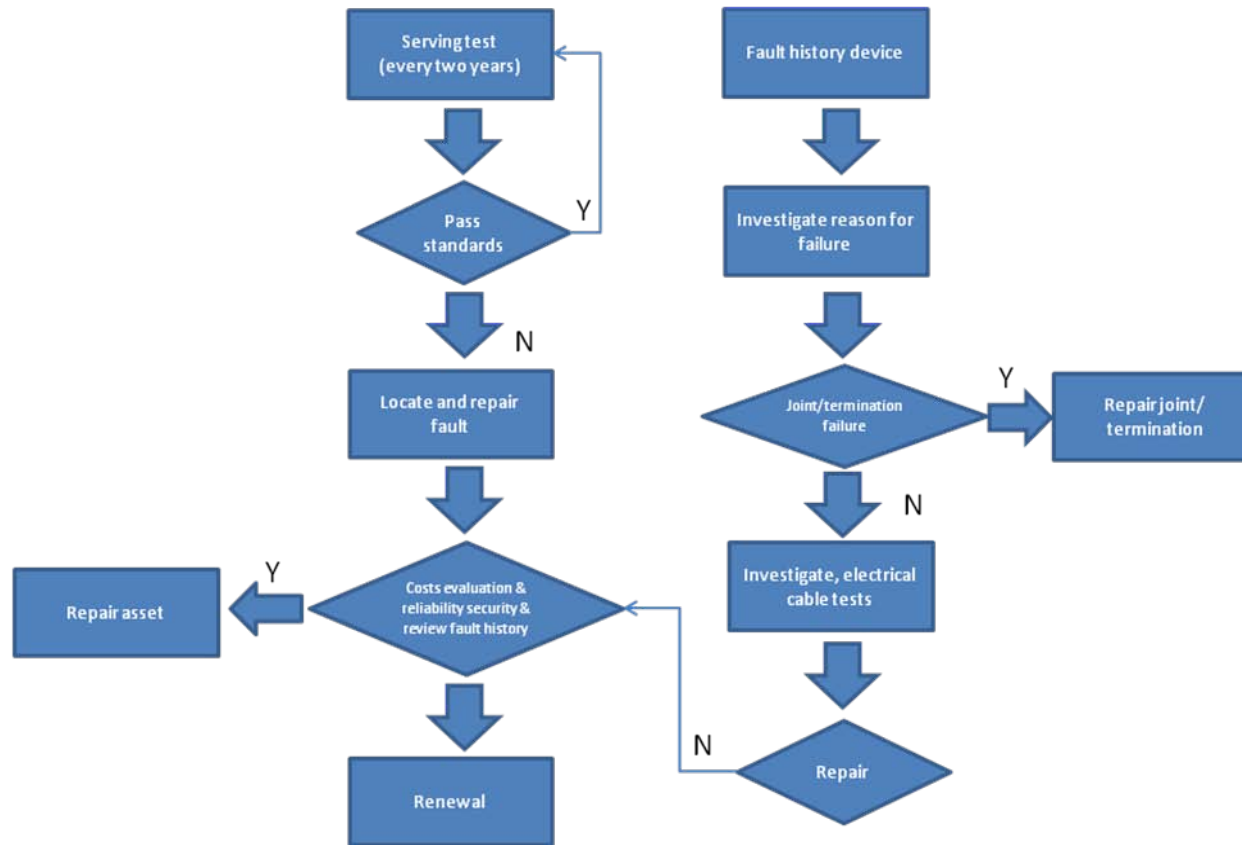 Serving test
(every two years)
Fault history device
Pass
standards
Y
Investigate reason for
failure
N
Locate and repair
fault
Joint/termination
failure
Y
Repair joint/
termination
N
Investigate, electrical
cable tests
Costs evaluation &
reliability security &
review fault history
Y
Repair asset
N
Repair
Renewal